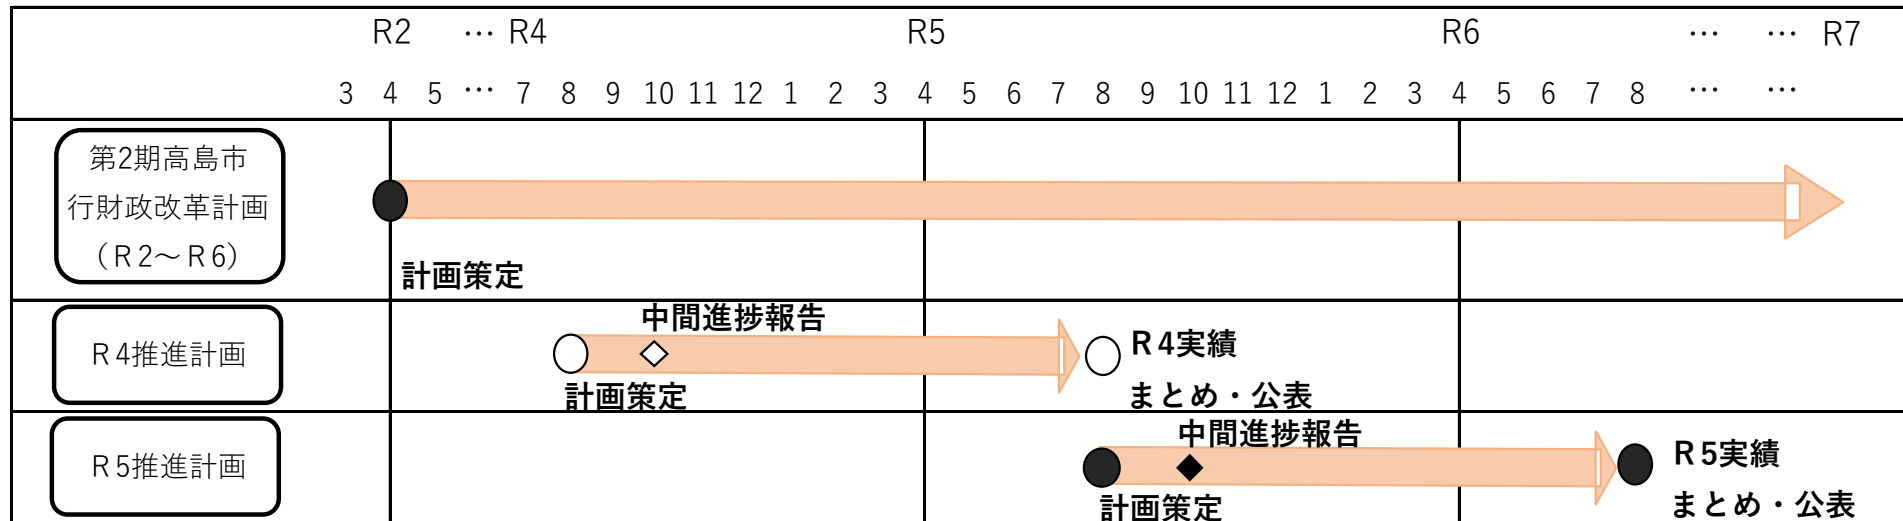 R2 … R4 R5 R6 … … R7
3 4 5 … 7 8 9 10 11 12 1 2 3 4 5 6 7 8 9 10 11 12 1 2 3 4 5 6 7 8 … …
第2期高島市
行財政改革計画
（Ｒ2～Ｒ6）
計画策定
Ｒ4推進計画
中間進捗報告
計画策定
Ｒ4実績
まとめ・公表
Ｒ5推進計画
中間進捗報告
計画策定
Ｒ5実績
まとめ・公表